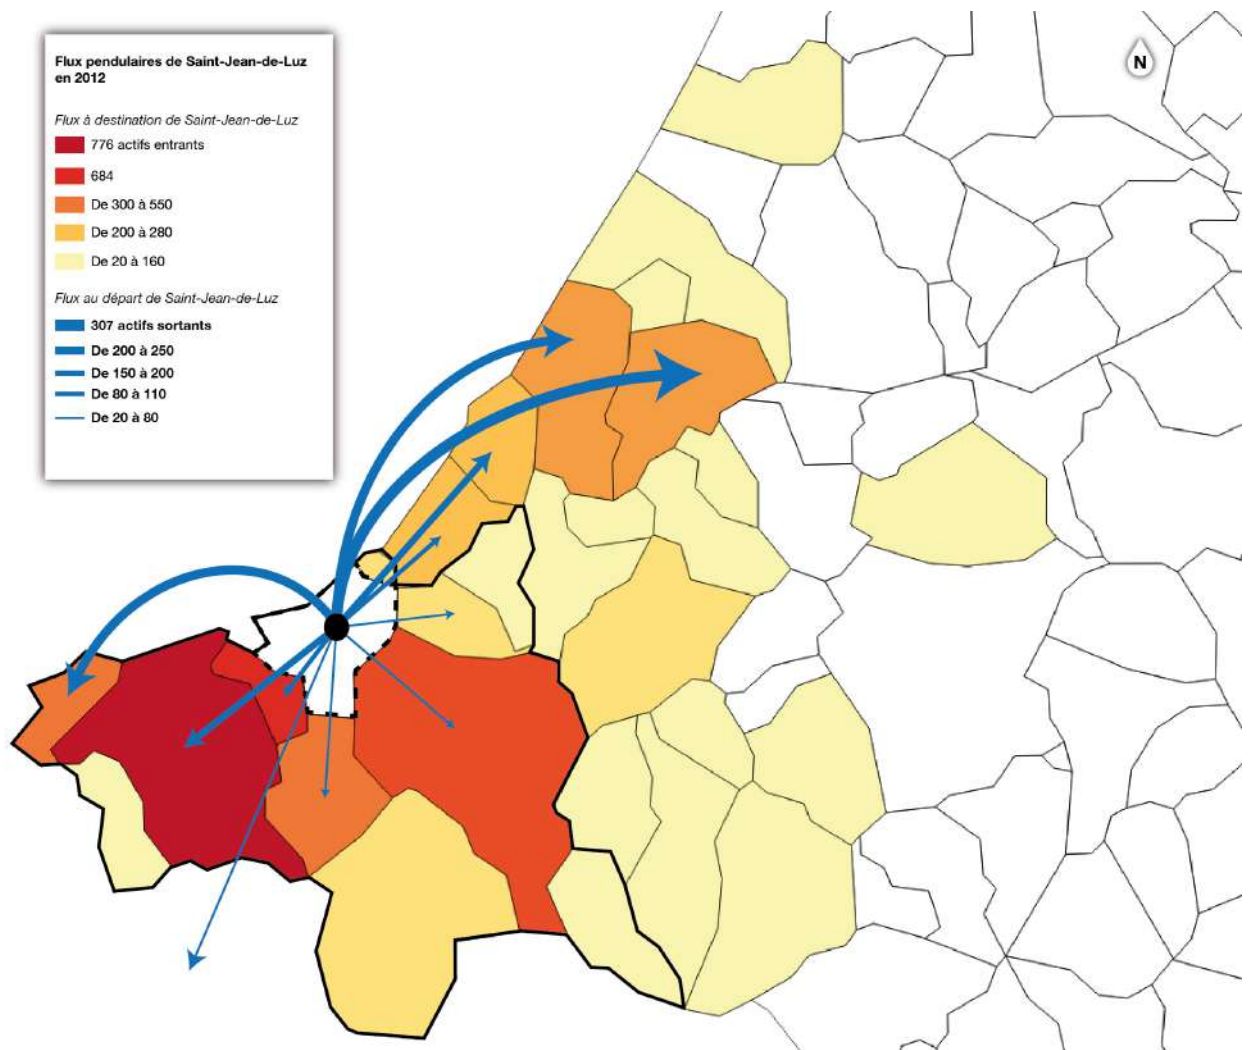 Flux pendulaires de Saint-Jean-de-Luz
en 2012
Flux à destination de Saint-Jean-de-Luz
776 actifs entrants
684
De 300 à 550
De 200 à 280
De 20 à 160
Flux au départ de Saint-Jean-de-Luz
307 actifs sortants
De 200 à 250
De 150 à 200
De 80 à 110
De 20 à 80
N